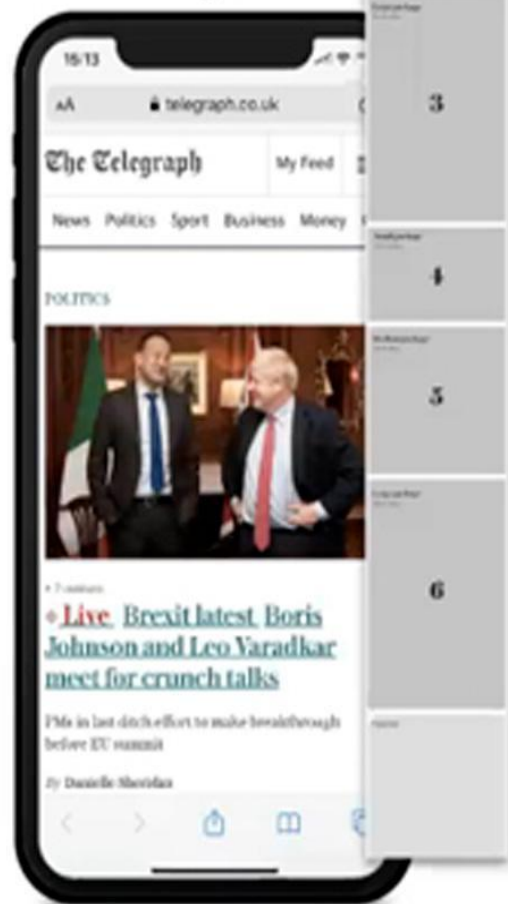 16:13
AA telegraph.co.uk
The Telegraph My Feed
News Politics Sport Business Money
POLITICS
Live Brexit latest Boris
Johnson and Leo Varadkar
meet for crunch talks
PMs in last ditch effort to make breakthrough
before EU summit
By Danielle Sheridan
3
4
5
6